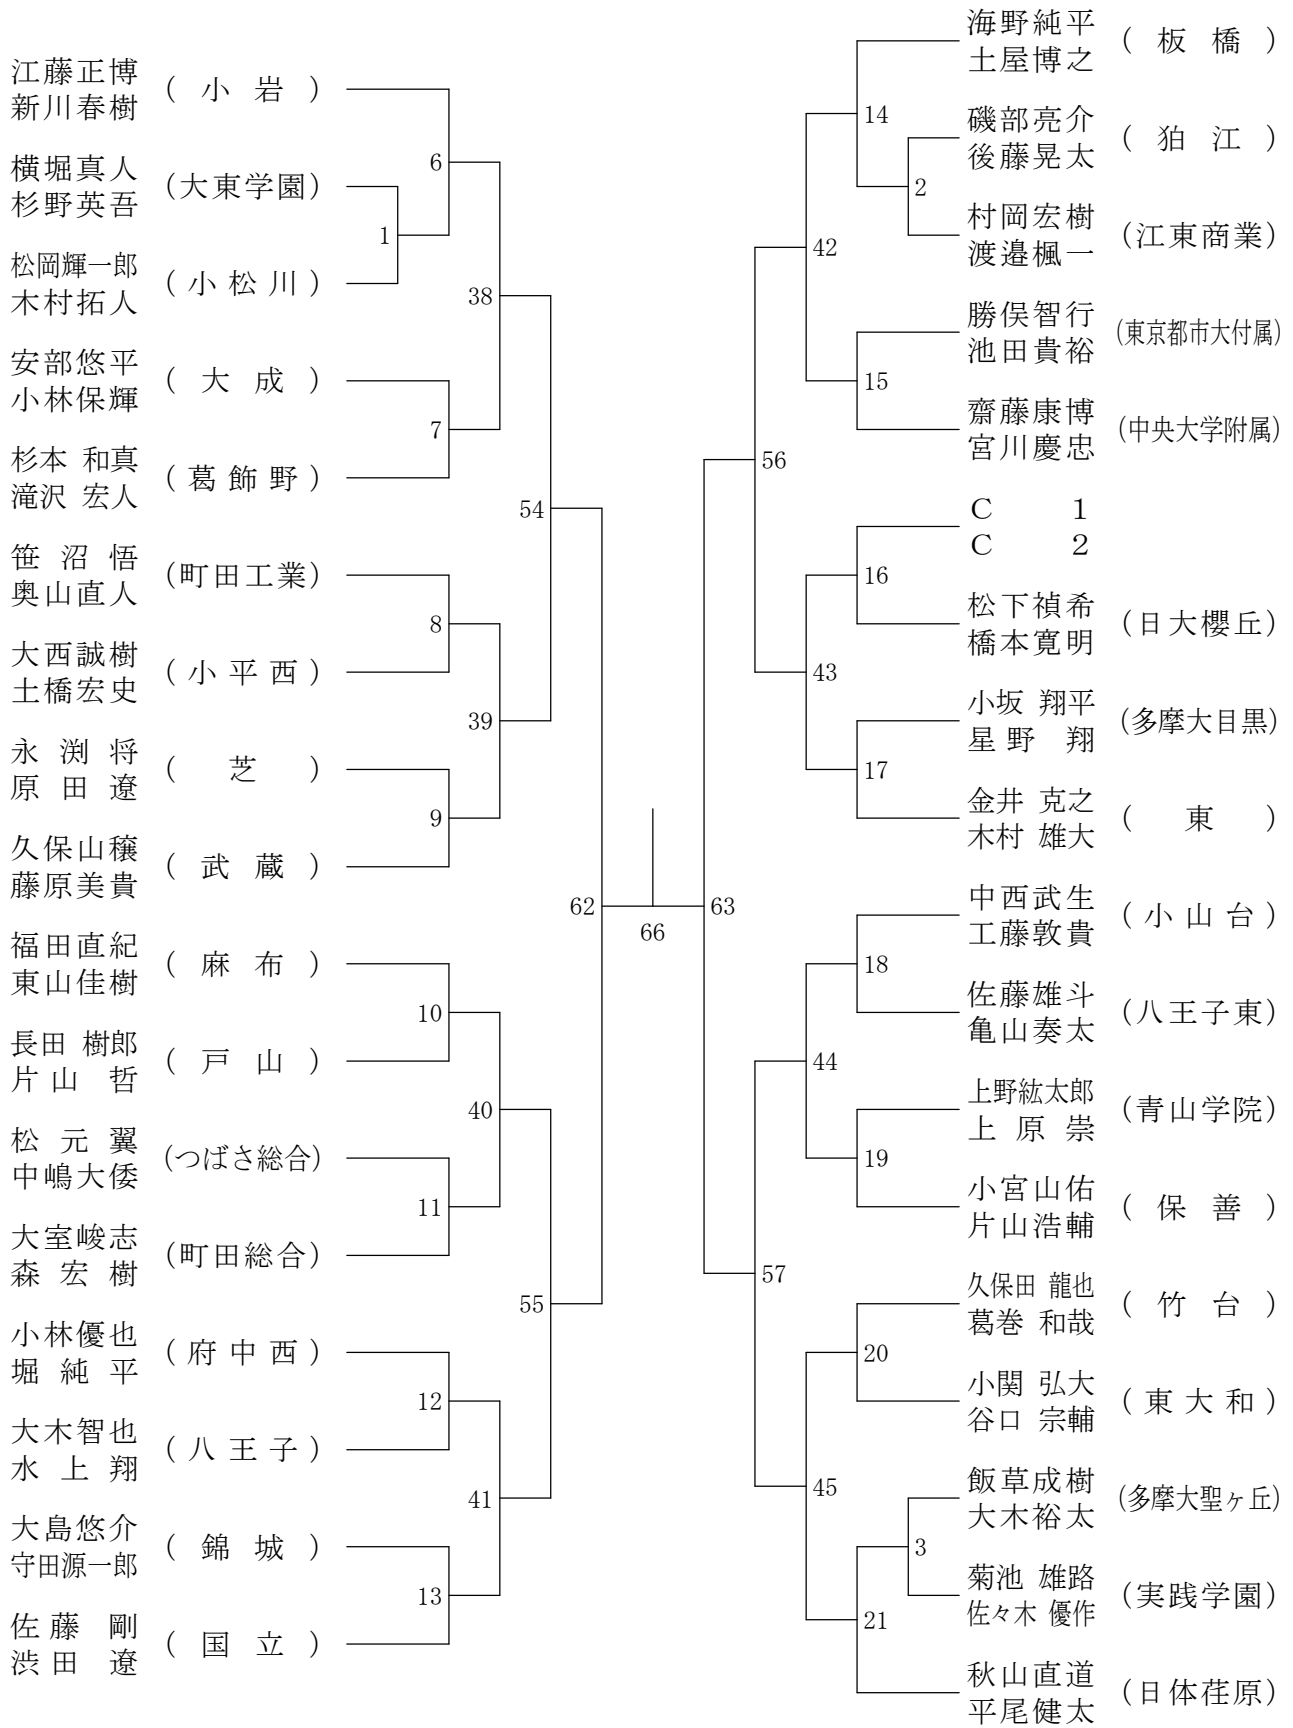 江藤正博
新川春樹
( 小 岩 )
横堀真人
杉野英吾
(大東学園)
松岡輝一郎
木村拓人
( 小 松 川 )
安部悠平
小林保輝
( 大 成 )
杉本 和真
滝沢 宏人
( 葛 飾 野 )
笹 沼 悟
奥山直人
(町田工業)
大西誠樹
土橋宏史
( 小 平 西 )
永 渕 将
原 田 遼
( 芝 )
久保山穣
藤原美貴
( 武 蔵 )
福田直紀
東山佳樹
( 麻 布 )
長田 樹郎
片 山 哲
( 戸 山 )
松 元 翼
中嶋大倭
(つばさ総合)
大室峻志
森 宏 樹
(町田総合)
小林優也
堀 純 平
( 府 中 西 )
大木智也
水 上 翔
( 八 王 子 )
大島悠介
守田源一郎
( 錦 城 )
佐 藤 剛
渋 田 遼
( 国 立 )
1
6
7
8
9
10
11
12
13
38
39
40
41
54
55
62
66
63
56
57
42
43
44
45
14
2
15
16
17
18
19
20
3
21
海野純平
土屋博之
( 板 橋 )
磯部亮介
後藤晃太
( 狛 江 )
村岡宏樹
渡邉楓一
(江東商業)
勝俣智行
池田貴裕
(東京都市大付属)
齋藤康博
宮川慶忠
(中央大学附属)
C 1
C 2
松下禎希
橋本寛明
(日大櫻丘)
小坂 翔平
星 野 翔
(多摩大目黒)
金井 克之
木村 雄大
( 東 )
中西武生
工藤敦貴
( 小 山 台 )
佐藤雄斗
亀山奏太
(八王子東)
上野紘太郎
上 原 崇
(青山学院)
小宮山佑
片山浩輔
( 保 善 )
久保田 龍也
葛巻 和哉
( 竹 台 )
小関 弘大
谷口 宗輔
( 東 大 和 )
飯草成樹
大木裕太
(多摩大聖ヶ丘)
菊池 雄路
佐々木 優作
(実践学園)
秋山直道
平尾健太
(日体荏原)